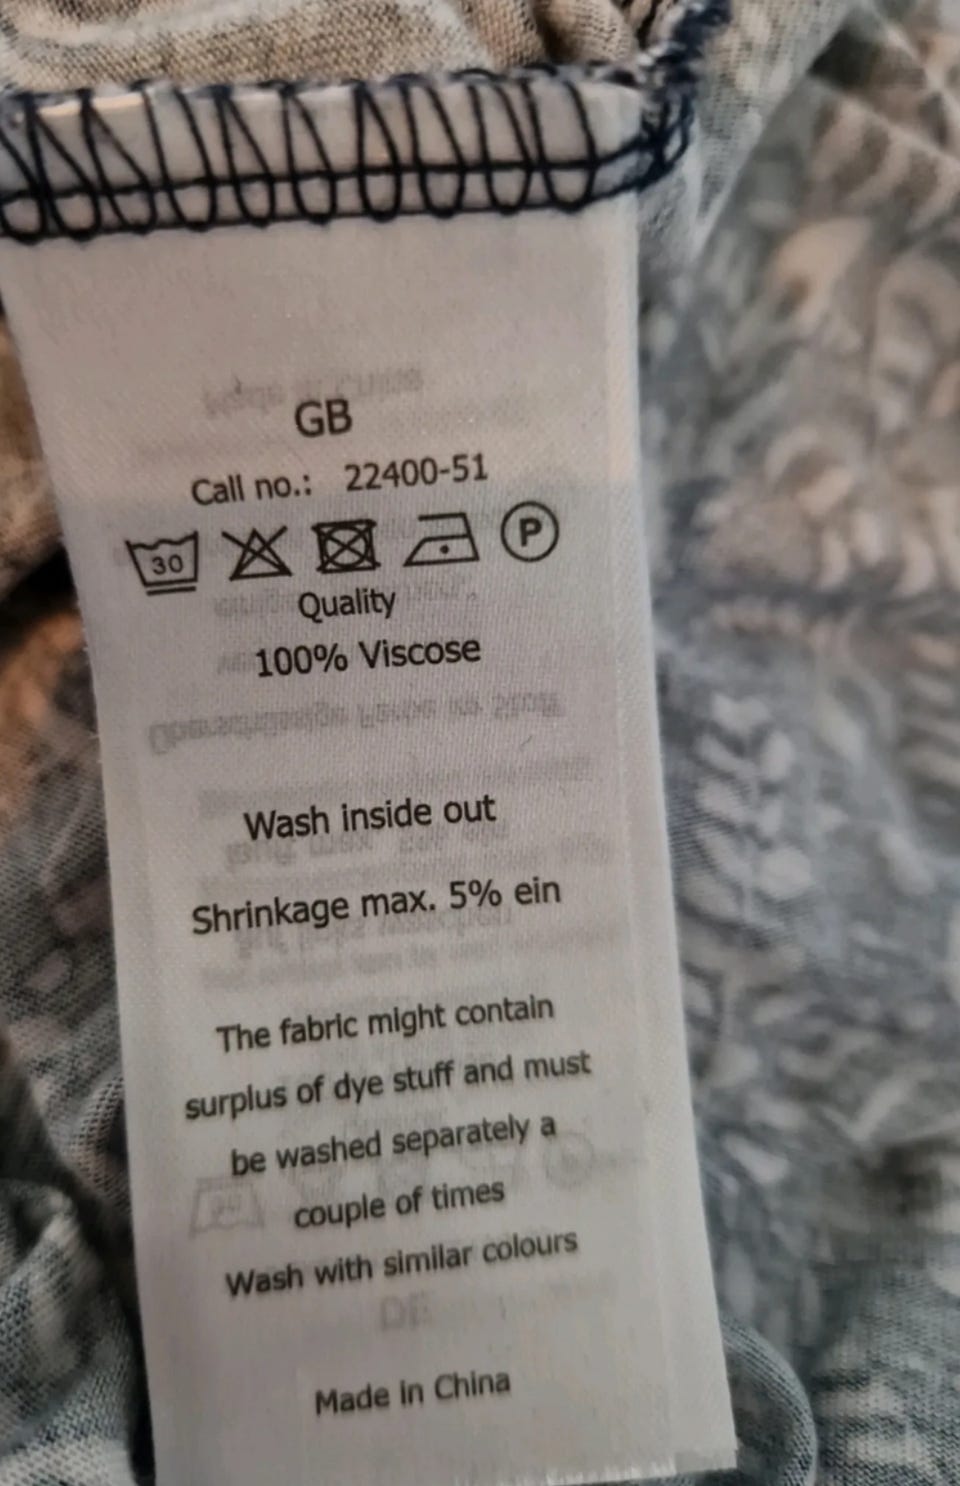 GB
Call no.: 22400-51
30 P
Quality
100% Viscose
Wash inside out
Shrinkage max. 5% ein
The fabric might contain
surplus of dye stuff and must
be washed separately a
couple of times
Wash with similar colours
DE
Made in China